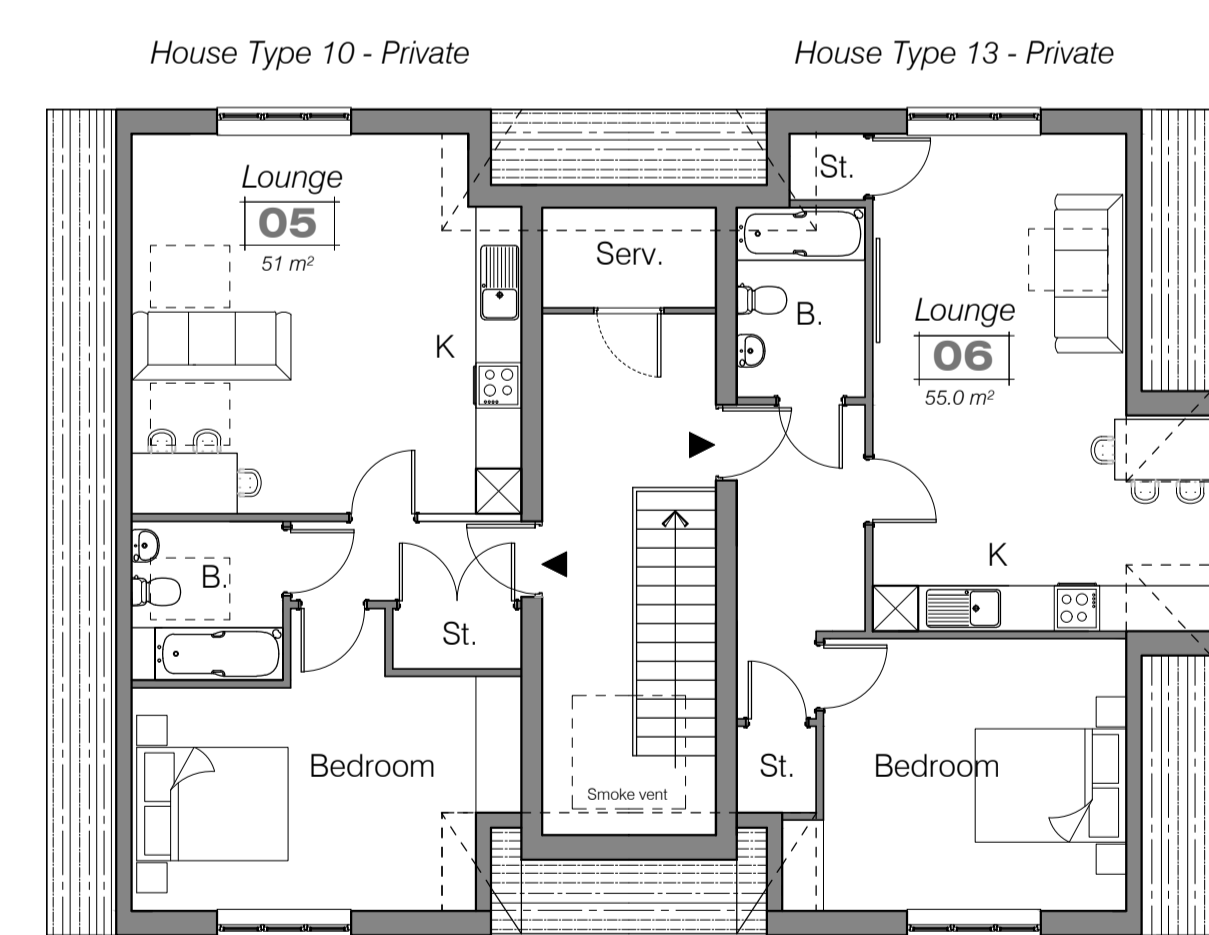 House Type 10 - Private
House Type 13 - Private
Lounge
05
51 m²
K
B.
St.
Bedroom
Serv.
Smoke vent
St.
B.
Lounge
06
55.0 m²
K
St.
Bedroom